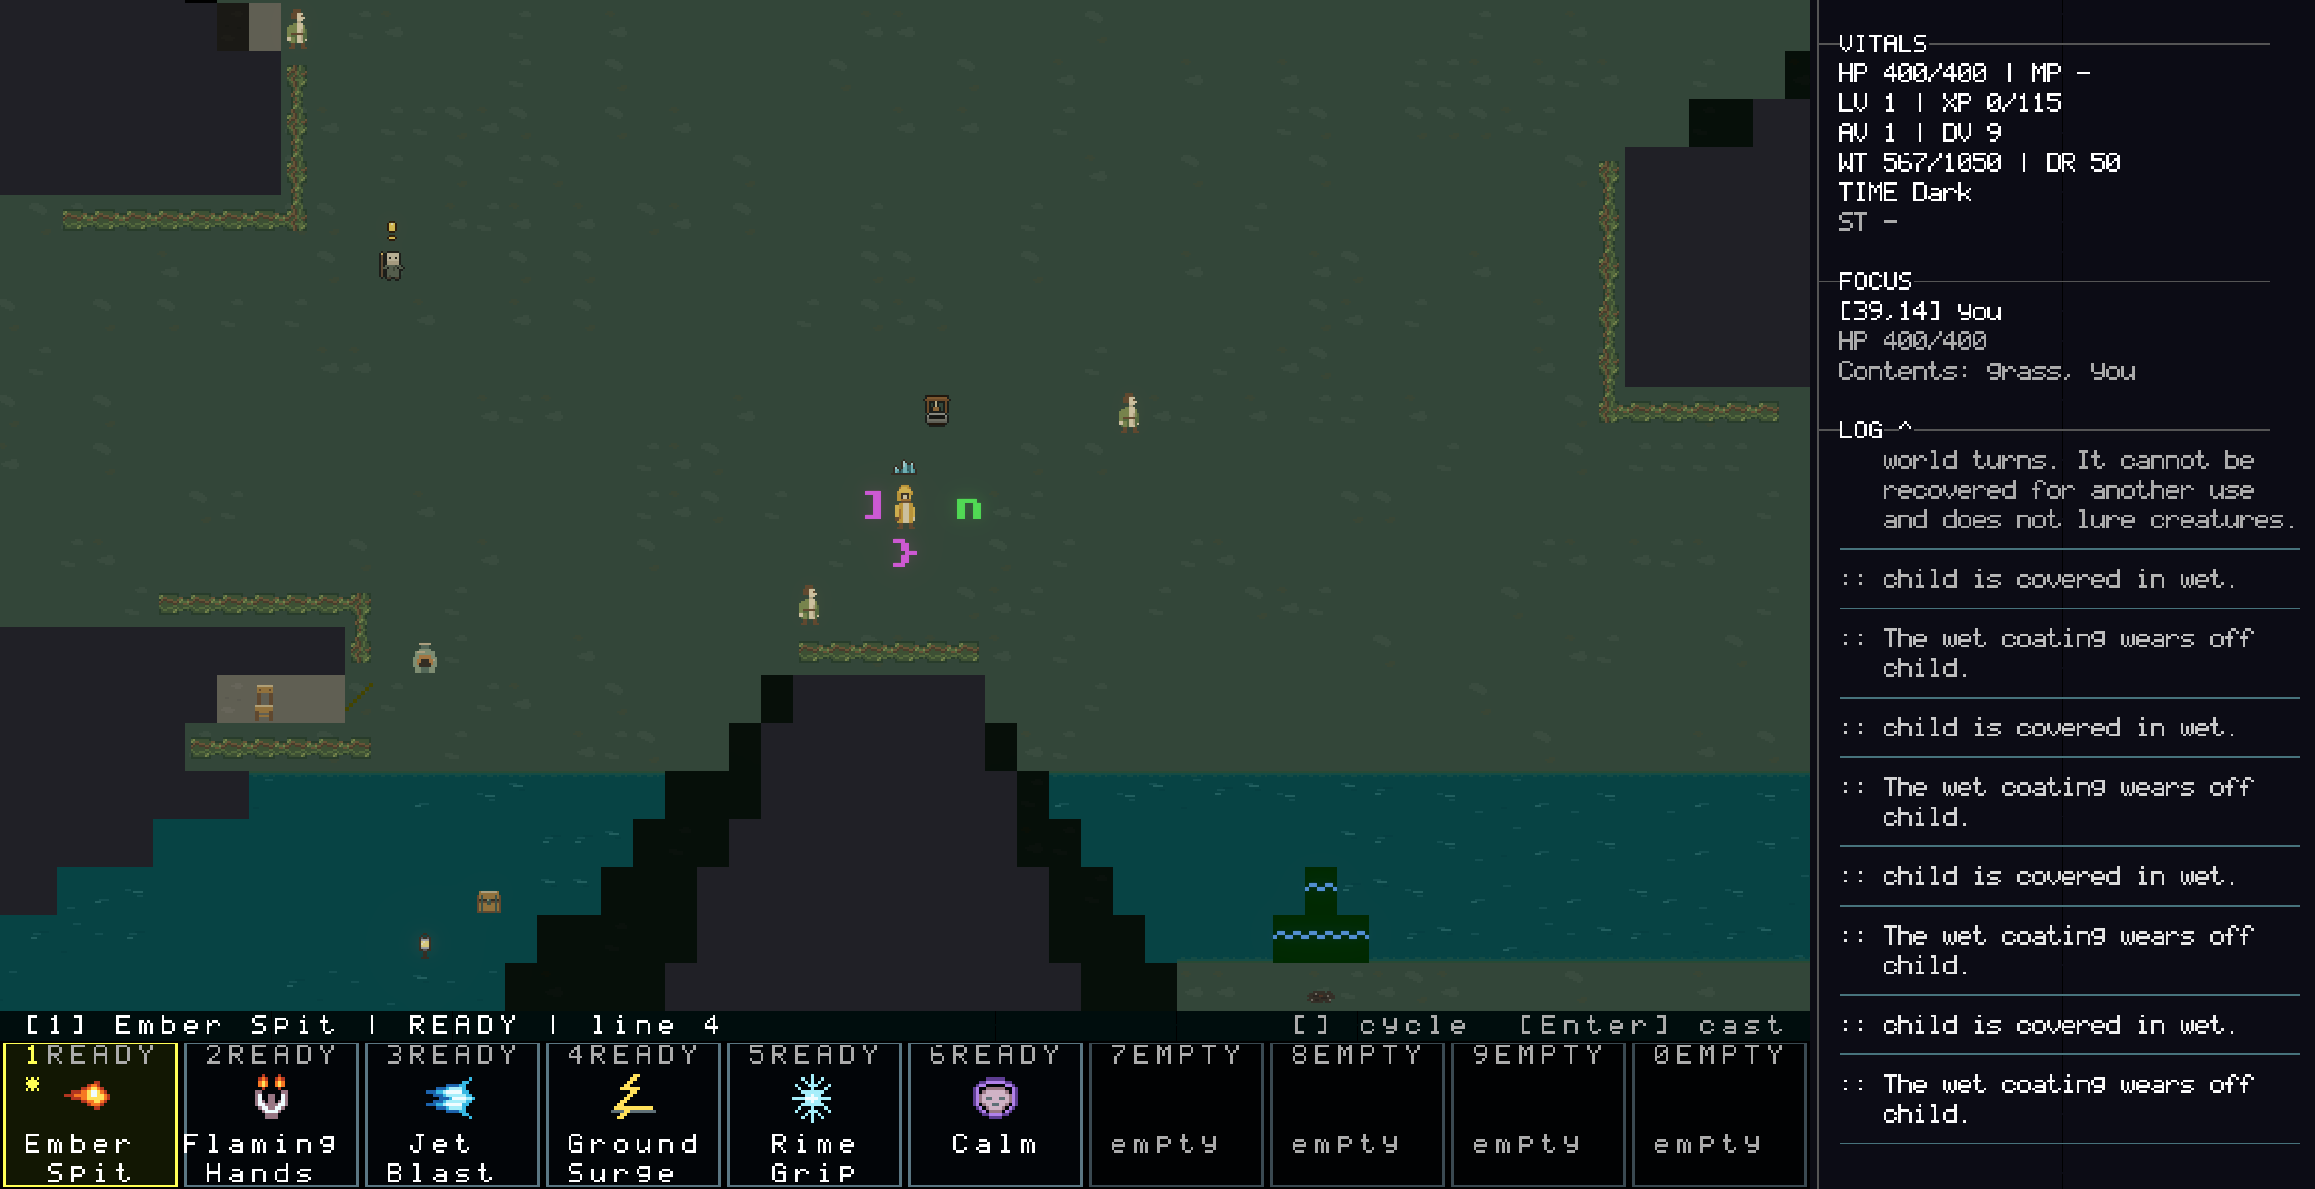 VITALS
HP 400/400 | MP -
LV 1 | XP 0/115
AV 1 | DV 9
WT 567/1050 | DR 50
TIME Dark
ST -
FOCUS
[39,14] you
HP 400/400
Contents: grass, You
LOG ^
world turns. It cannot be
recovered for another use
and does not lure creatures.
:: child is covered in wet.
:: The wet coating wears off
child.
:: child is covered in wet.
:: The wet coating wears off
child.
:: child is covered in wet.
:: The wet coating wears off
child.
:: child is covered in wet.
:: The wet coating wears off
child.
] n
}
[1] Ember Spit | READY | line 4
[] cycle [Enter] cast
1READY
*
Ember
Spit
2READY
Flaming
Hands
3READY
Jet
Blast
4READY
Ground
Surge
5READY
Rime
Grip
6READY
Calm
7EMPTY
empty
8EMPTY
empty
9EMPTY
empty
0EMPTY
empty